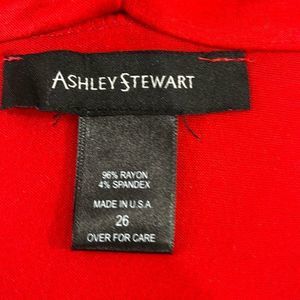 ASHLEY STEWART
96% RAYON
4% SPANDEX
MADE IN U.S.A
26
OVER FOR CARE